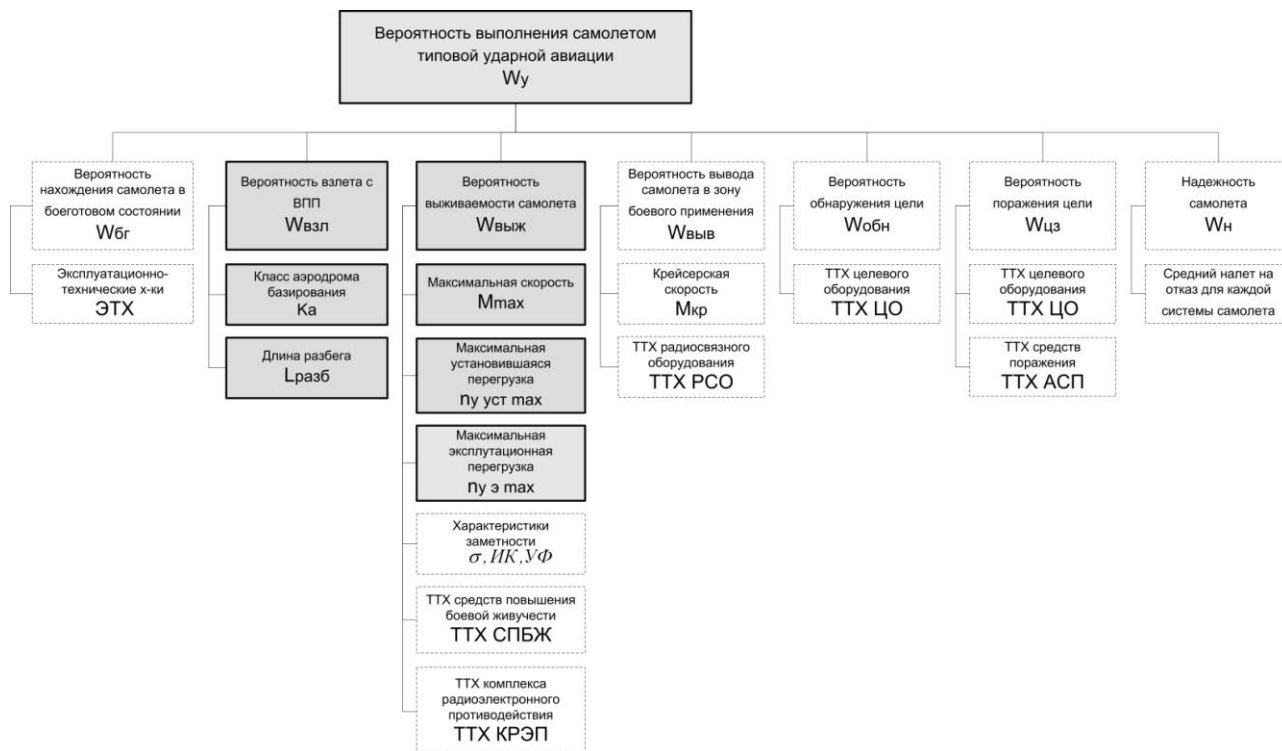 Вероятность выполнения самолетом
типовой ударной авиации
Wу
Вероятность
нахождения самолета в
боеготовом состоянии
Wбг
Эксплуатационно-
технические х-ки
ЭТХ
Вероятность взлета с
ВПП
Wвзл
Класс аэродрома
базирования
Ка
Длина разбега
Lразб
Вероятность
выживаемости самолета
Wвыж
Максимальная скорость
Mmax
Максимальная
установившаяся
перегрузка
nу уст max
Максимальная
эксплутационная
перегрузка
nу э max
Характеристики
заметности
σ, ИК, УФ
ТТХ средств повышения
боевой живучести
ТТХ СПБЖ
ТТХ комплекса
радиоэлектронного
противодействия
ТТХ КРЭП
Вероятность вывода
самолета в зону
боевого применения
Wвыв
Крейсерская
скорость
Mкр
ТТХ радиосвязного
оборудования
ТТХ РСО
Вероятность
обнаружения цели
Wобн
ТТХ целевого
оборудования
ТТХ ЦО
Вероятность
поражения цели
Wцз
ТТХ целевого
оборудования
ТТХ ЦО
ТТХ средств
поражения
ТТХ АСП
Надежность
самолета
Wн
Средний налет на
отказ для каждой
системы самолета